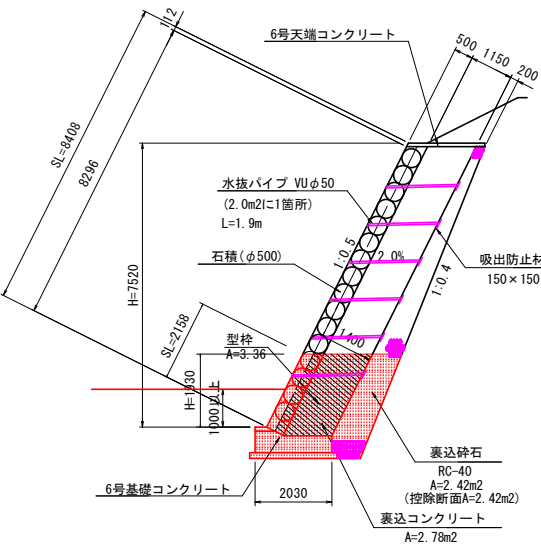 112
6号天端コンクリート
500
1150
200
SL=8408
8296
水抜パイプ VUφ50
(2.0m2に1箇所)
L=1.9m
石積(φ500)
1:0.5
2.0%
吸出防止材
150×150
1:0.4
H=7520
SL=2158
型枠
A=3.36
1400
H=1930
1000以上
裏込砕石
RC-40
A=2.42m2
(控除断面A=2.42m2)
6号基礎コンクリート
2030
裏込コンクリート
A=2.78m2